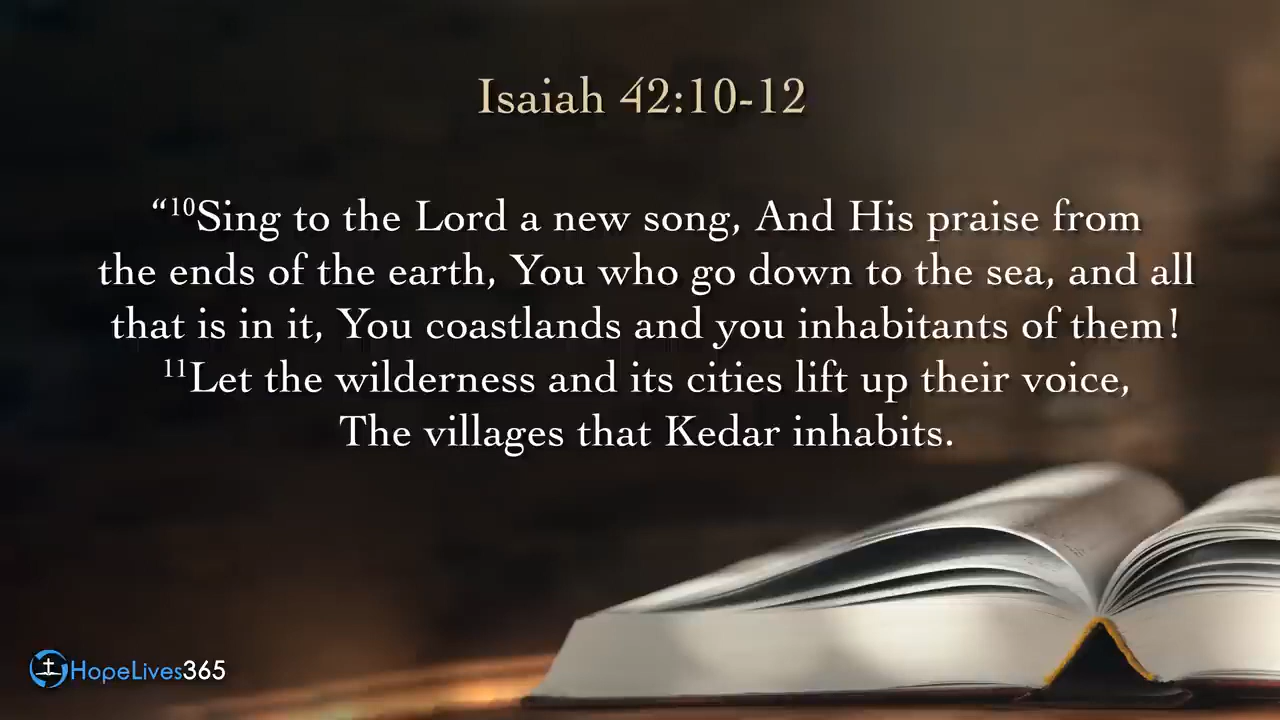 Isaiah 42:10-12
“10Sing to the Lord a new song, And His praise from
the ends of the earth, You who go down to the sea, and all
that is in it, You coastlands and you inhabitants of them!
11Let the wilderness and its cities lift up their voice,
The villages that Kedar inhabits.
HopeLives365